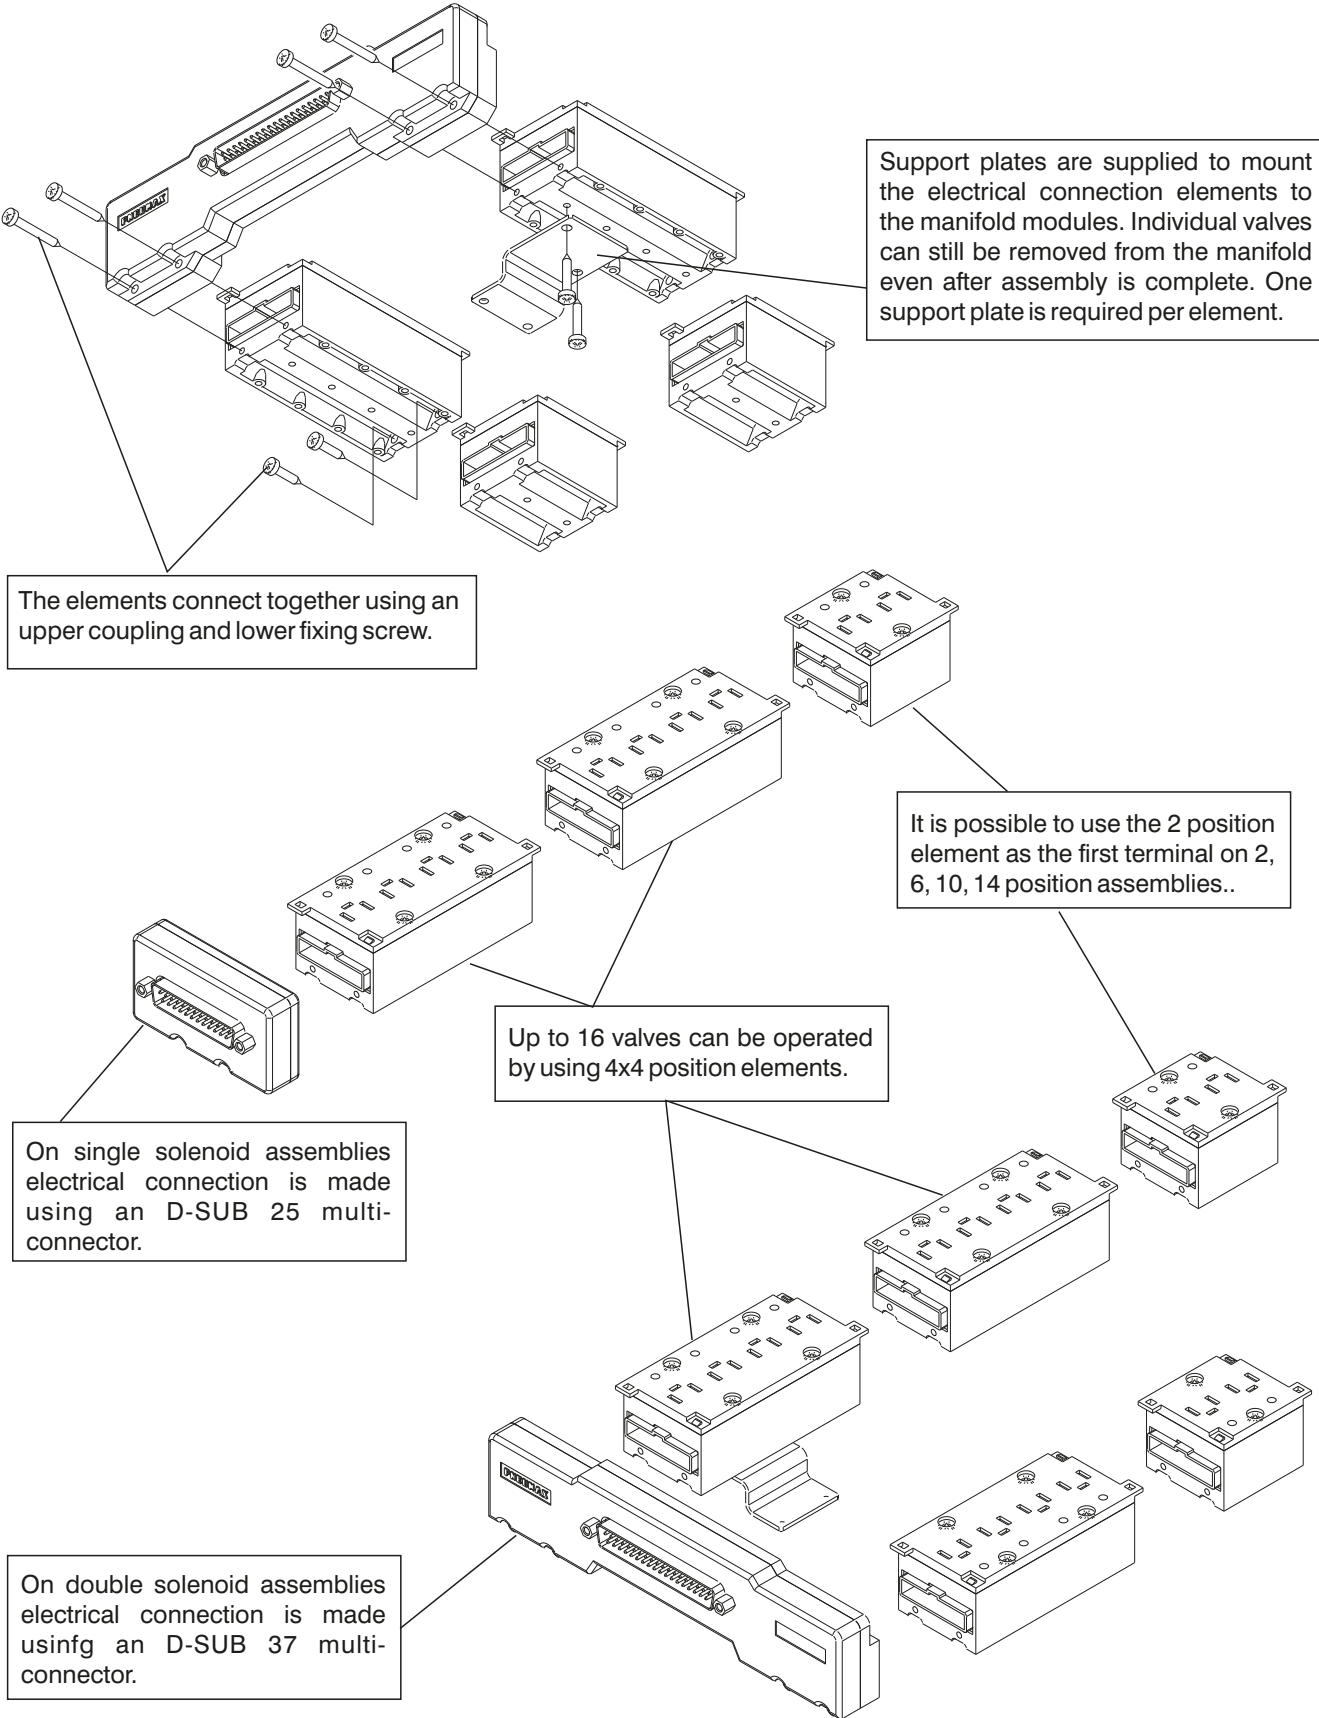 Support plates are supplied to mount
the electrical connection elements to
the manifold modules. Individual valves
can still be removed from the manifold
even after assembly is complete. One
support plate is required per element.
The elements connect together using an
upper coupling and lower fixing screw.
It is possible to use the 2 position
element as the first terminal on 2,
6, 10, 14 position assemblies..
Up to 16 valves can be operated
by using 4x4 position elements.
On single solenoid assemblies
electrical connection is made
using an D-SUB 25 multi-
connector.
On double solenoid assemblies
electrical connection is made
usinfg an D-SUB 37 multi-
connector.